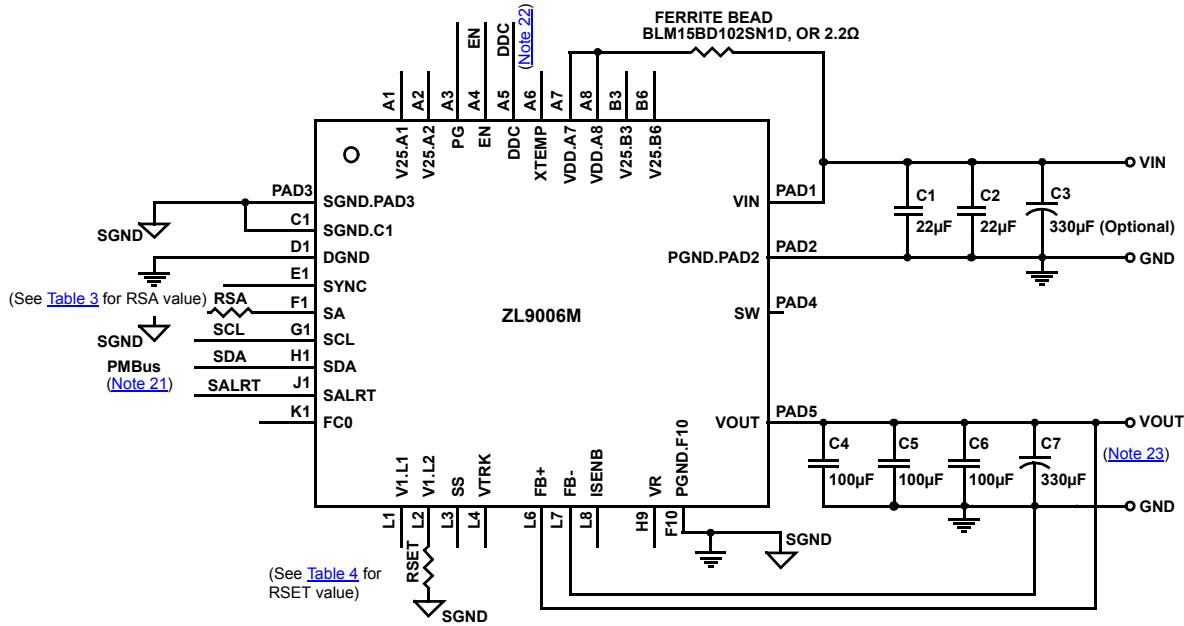 FERRITE BEAD
BLM15BD102SN1D, OR 2.2Ω
EN
DDC
(Note 22)
A1
A2
A3
A4
A5
A6
A7
A8
B3
B6
V25.A1
V25.A2
PG
EN
DDC
XTEMP
VDD.A7
VDD.A8
V25.B3
V25.B6
PAD3
SGND.PAD3
C1
SGND.C1
SGND
D1
DGND
E1
SYNC
(See Table 3 for RSA value)
RSA
F1
SA
SGND
SCL
G1
SCL
PMBus
(Note 21)
SDA
H1
SDA
SALRT
J1
SALRT
K1
FC0
ZL9006M
VIN
PAD1
PGND.PAD2
PAD2
SW
PAD4
VOUT
PAD5
VIN
C1
22µF
C2
22µF
C3
330µF (Optional)
GND
VOUT
(Note 23)
C4
100µF
C5
100µF
C6
100µF
C7
330µF
GND
V1.L1
V1.L2
SS
VTRK
FB+
FB-
ISENB
VR
PGND.F10
L1
L2
L3
L4
L6
L7
L8
H9
F10
SGND
RSET
(See Table 4 for
RSET value)
SGND